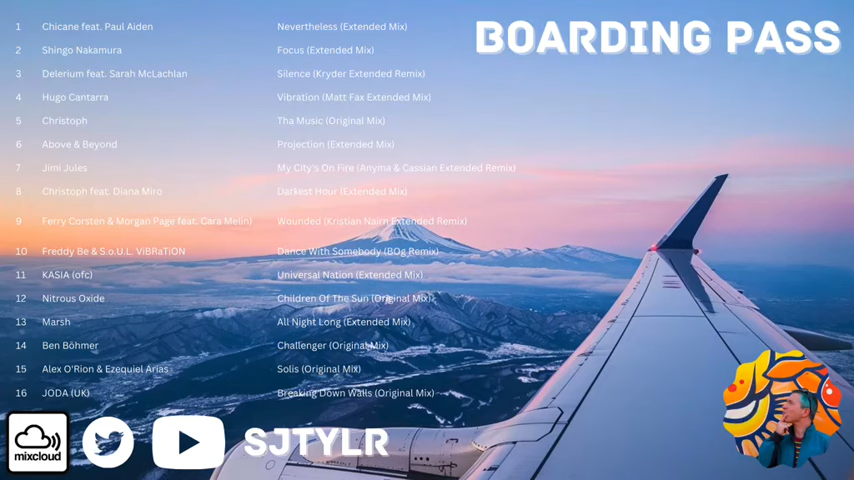 BOARDING PASS
1 Chicane feat. Paul Aiden Nevertheless (Extended Mix)
2 Shingo Nakamura Focus (Extended Mix)
3 Delerium feat. Sarah McLachlan Silence (Kryder Extended Remix)
4 Hugo Cantarra Vibration (Matt Fax Extended Mix)
5 Christoph Tha Music (Original Mix)
6 Above & Beyond Projection (Extended Mix)
7 Jimi Jules My City's On Fire (Anyma & Cassian Extended Remix)
8 Christoph feat. Diana Miro Darkest Hour (Extended Mix)
9 Ferry Corsten & Morgan Page feat. Cara Melin) Wounded (Kristian Nairn Extended Remix)
10 Freddy Be & S.o.U.L. ViBRaTiON Dance With Somebody (BOg Remix)
11 KASIA (ofc) Universal Nation (Extended Mix)
12 Nitrous Oxide Children Of The Sun (Original Mix)
13 Marsh All Night Long (Extended Mix)
14 Ben Böhmer Challenger (Original Mix)
15 Alex O'Rion & Ezequiel Arias Solis (Original Mix)
16 JODA (UK) Breaking Down Walls (Original Mix)
mixcloud
SJTYLR